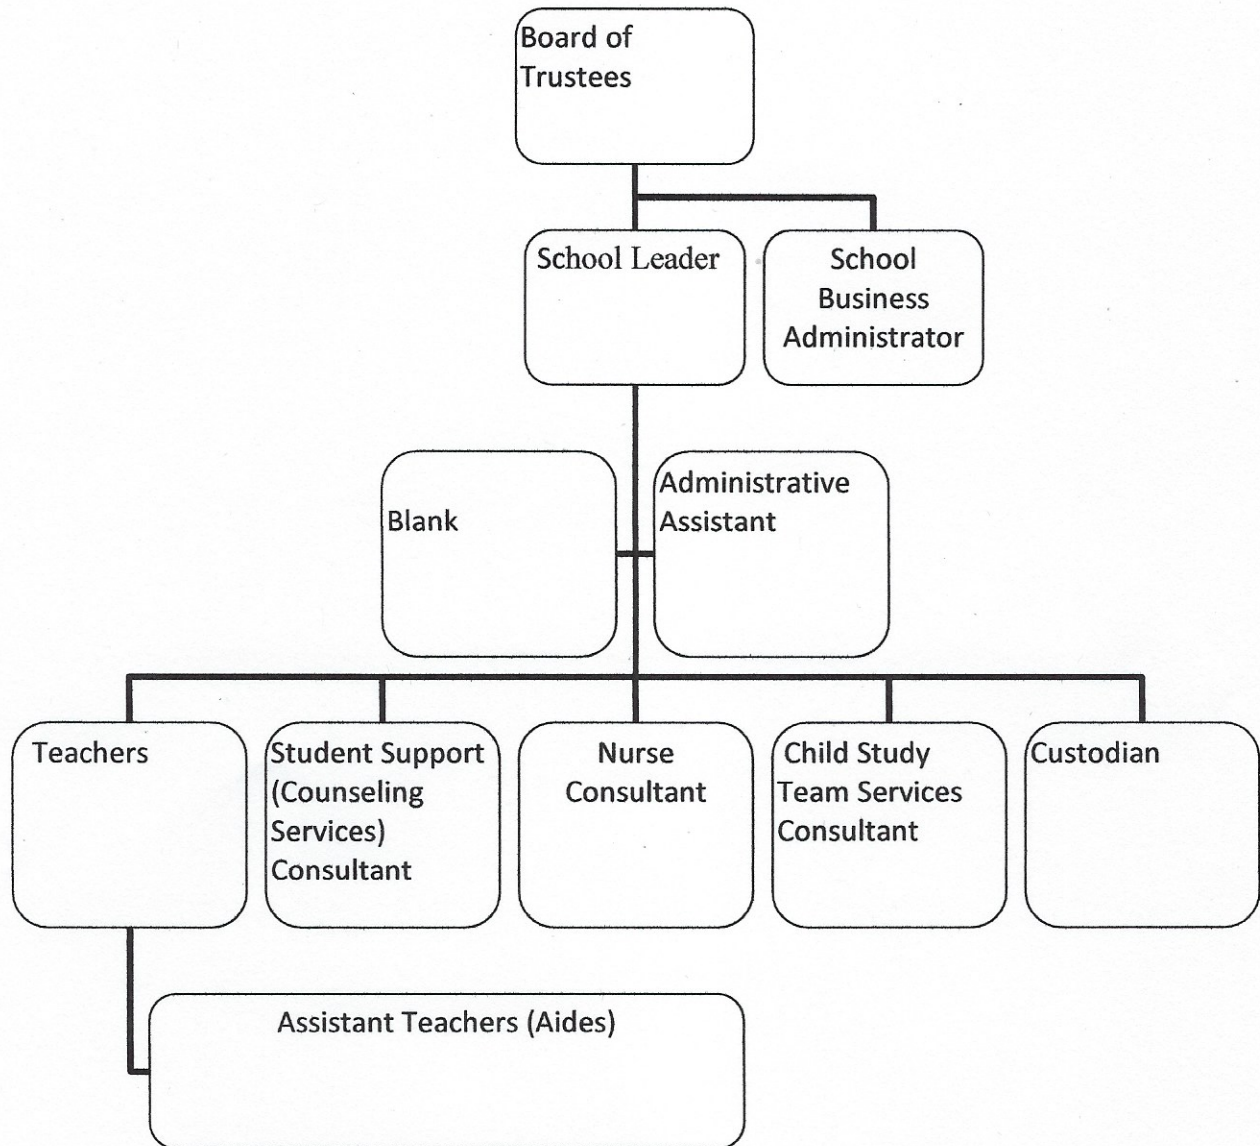 Board of
Trustees
School Leader
School
Business
Administrator
Blank
Administrative
Assistant
Teachers
Student Support
(Counseling
Services)
Consultant
Nurse
Consultant
Child Study
Team Services
Consultant
Custodian
Assistant Teachers (Aides)